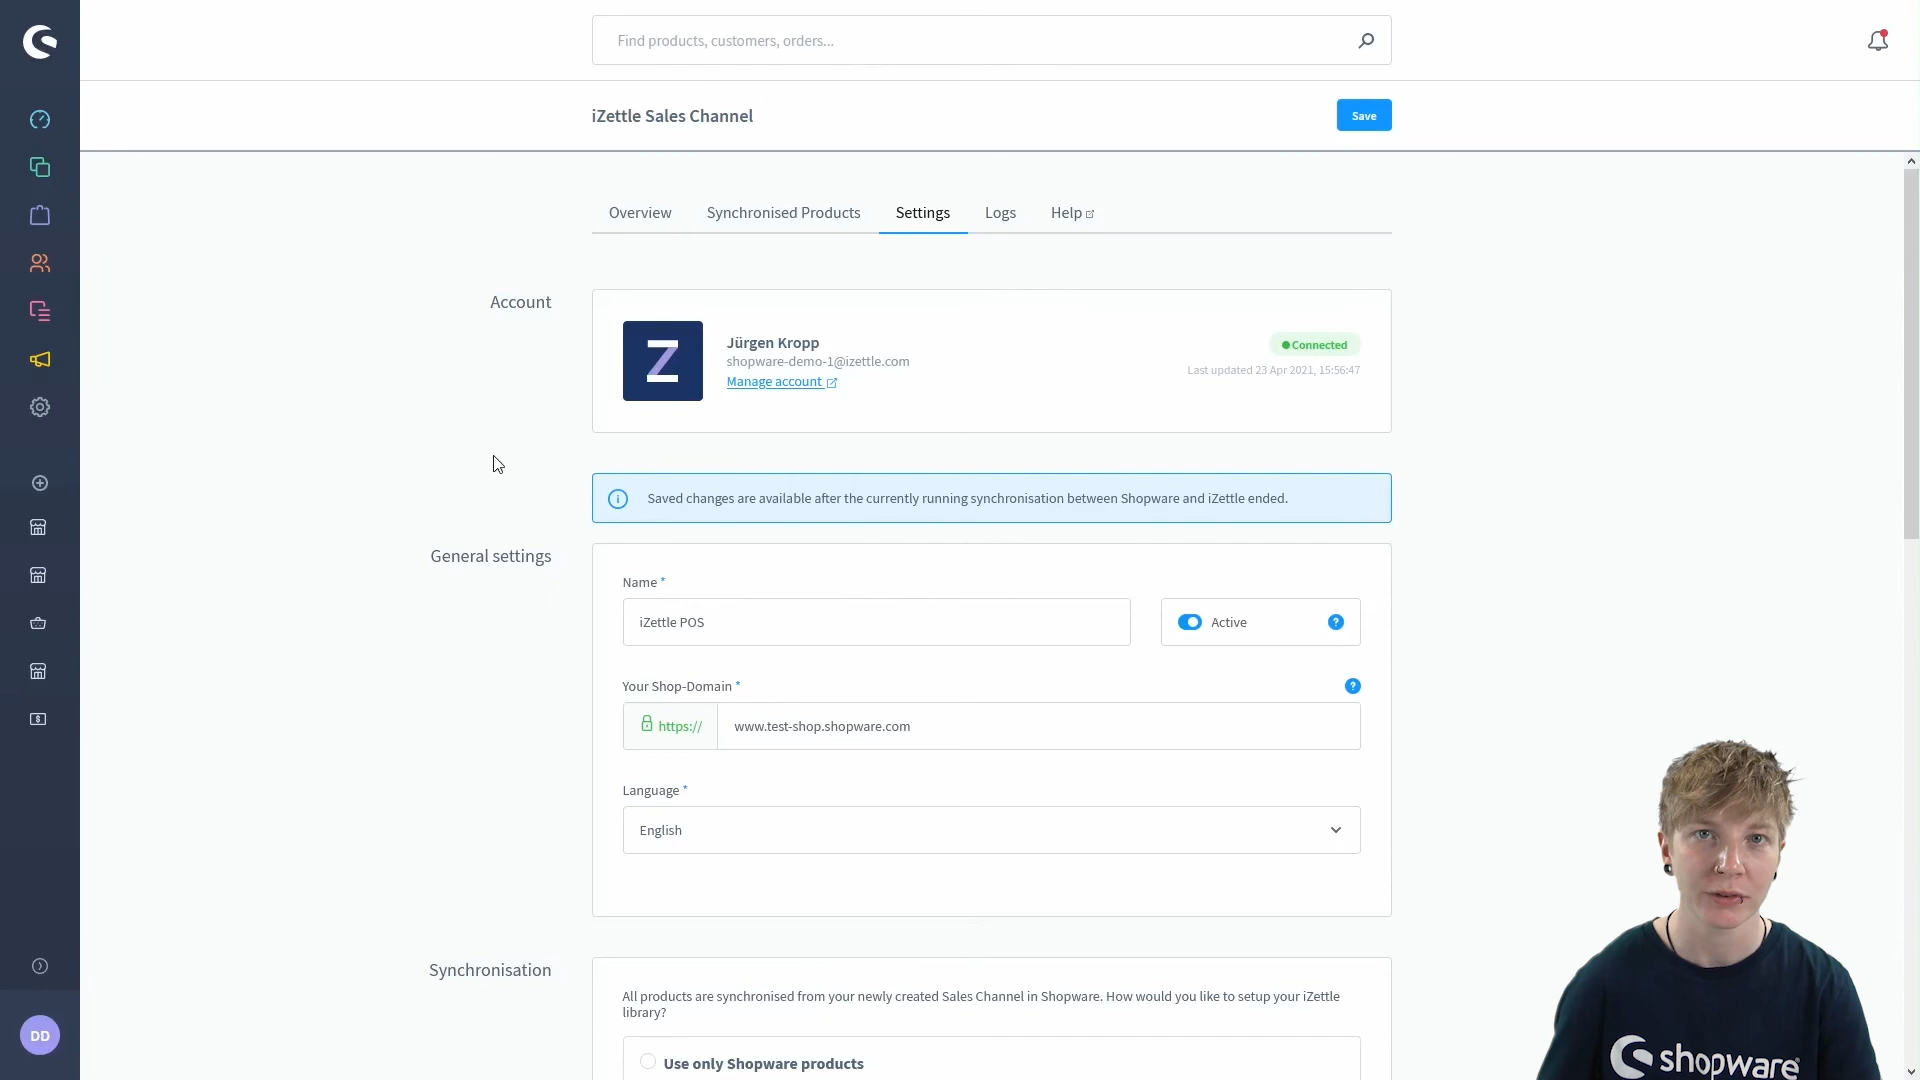 Find products, customers, orders...
iZettle Sales Channel
Save
Overview
Synchronised Products
Settings
Logs
Help
Account
Z
Jürgen Kropp
shopware-demo-1@izettle.com
Manage account
Connected
Last updated 23 Apr 2021, 15:56:47
Saved changes are available after the currently running synchronisation between Shopware and iZettle ended.
General settings
Name *
iZettle POS
Active
Your Shop-Domain *
https://
www.test-shop.shopware.com
Language *
English
Synchronisation
All products are synchronised from your newly created Sales Channel in Shopware. How would you like to setup your iZettle
library?
Use only Shopware products
DD
shopware